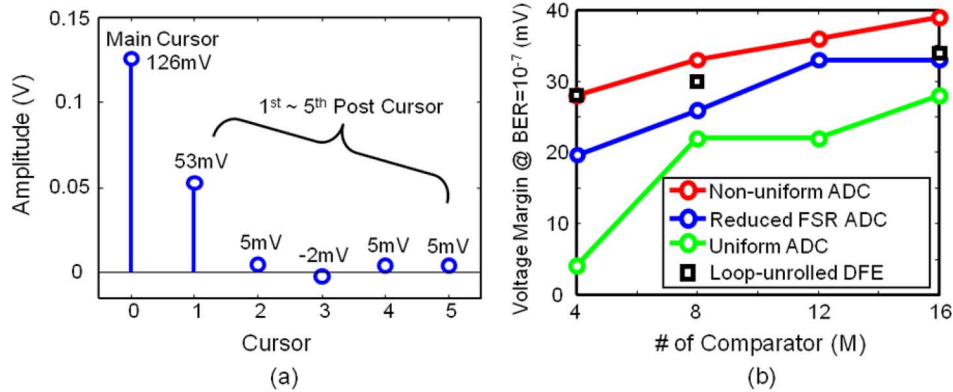 0.15
0.1
0.05
0
Amplitude (V)
Main Cursor
126mV
1st ~ 5th Post Cursor
53mV
5mV
-2mV
5mV
5mV
0 1 2 3 4 5
Cursor
(a)
40
30
20
10
0
Voltage Margin @ BER=10-7 (mV)
Non-uniform ADC
Reduced FSR ADC
Uniform ADC
Loop-unrolled DFE
4 8 12 16
# of Comparator (M)
(b)